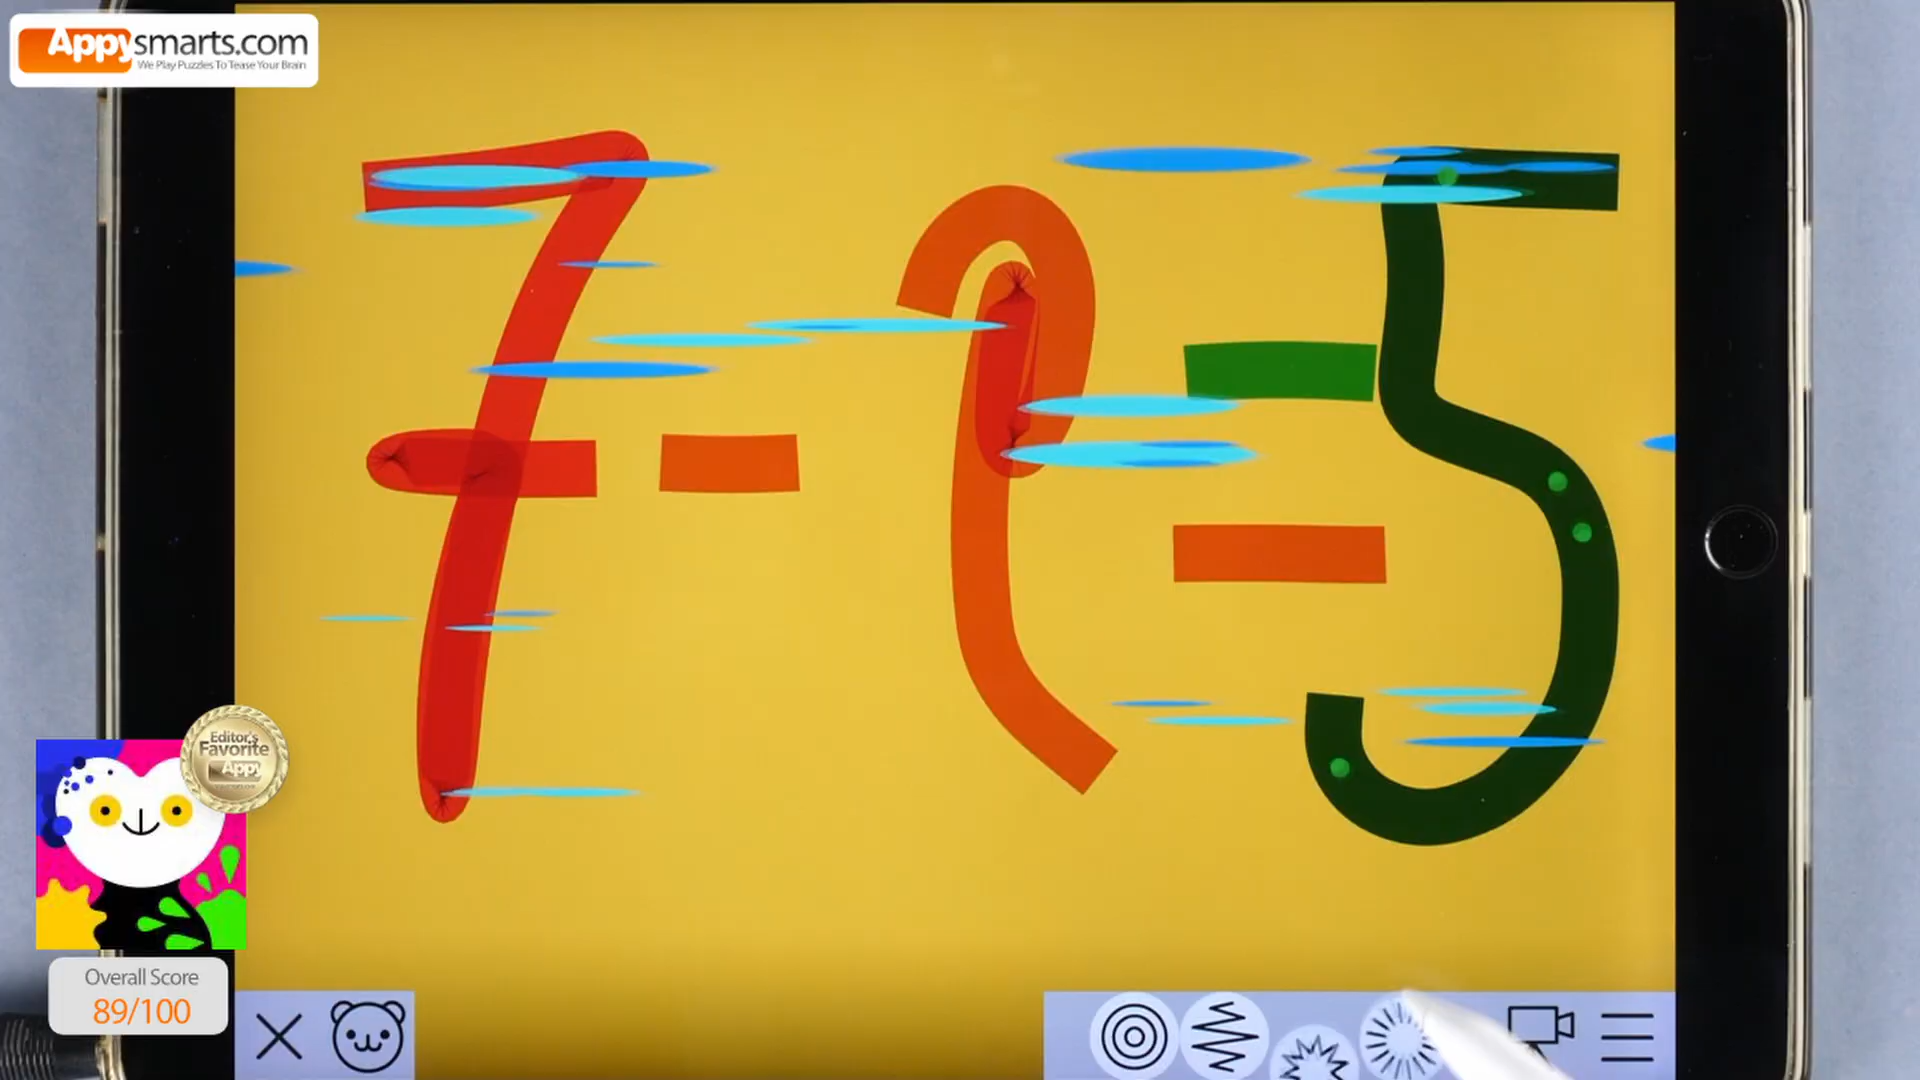 Appysmarts.com
We Play Puzzles To Tease Your Brain
7 - 2 = 5
Editor's
Favorite
Appy
Overall Score
89/100